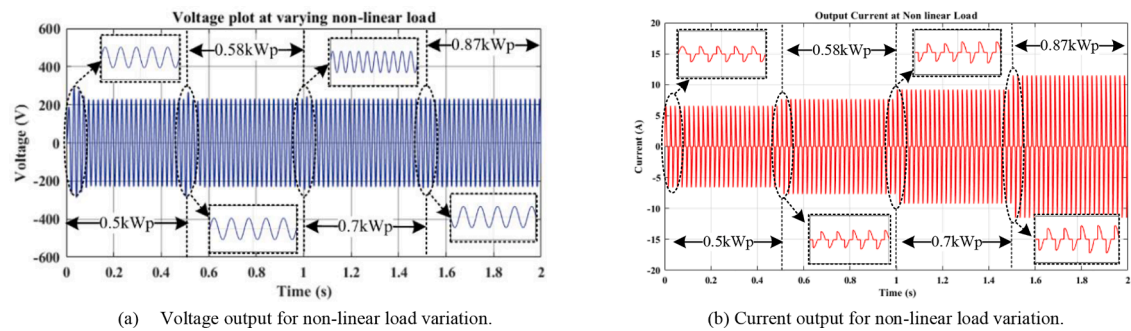 Voltage plot at varying non-linear load
600
400
200
0
-200
-400
-600
Voltage (V)
0.58kWp
0.87kWp
0.5kWp
0.7kWp
0 0.2 0.4 0.6 0.8 1 1.2 1.4 1.6 1.8 2
Time (s)
(a) Voltage output for non-linear load variation.
Output Current at Non linear Load
20
15
10
5
0
-5
-10
-15
-20
Current (A)
0.58kWp
0.87kWp
0.5kWp
0.7kWp
0 0.2 0.4 0.6 0.8 1 1.2 1.4 1.6 1.8 2
Time (s)
(b) Current output for non-linear load variation.